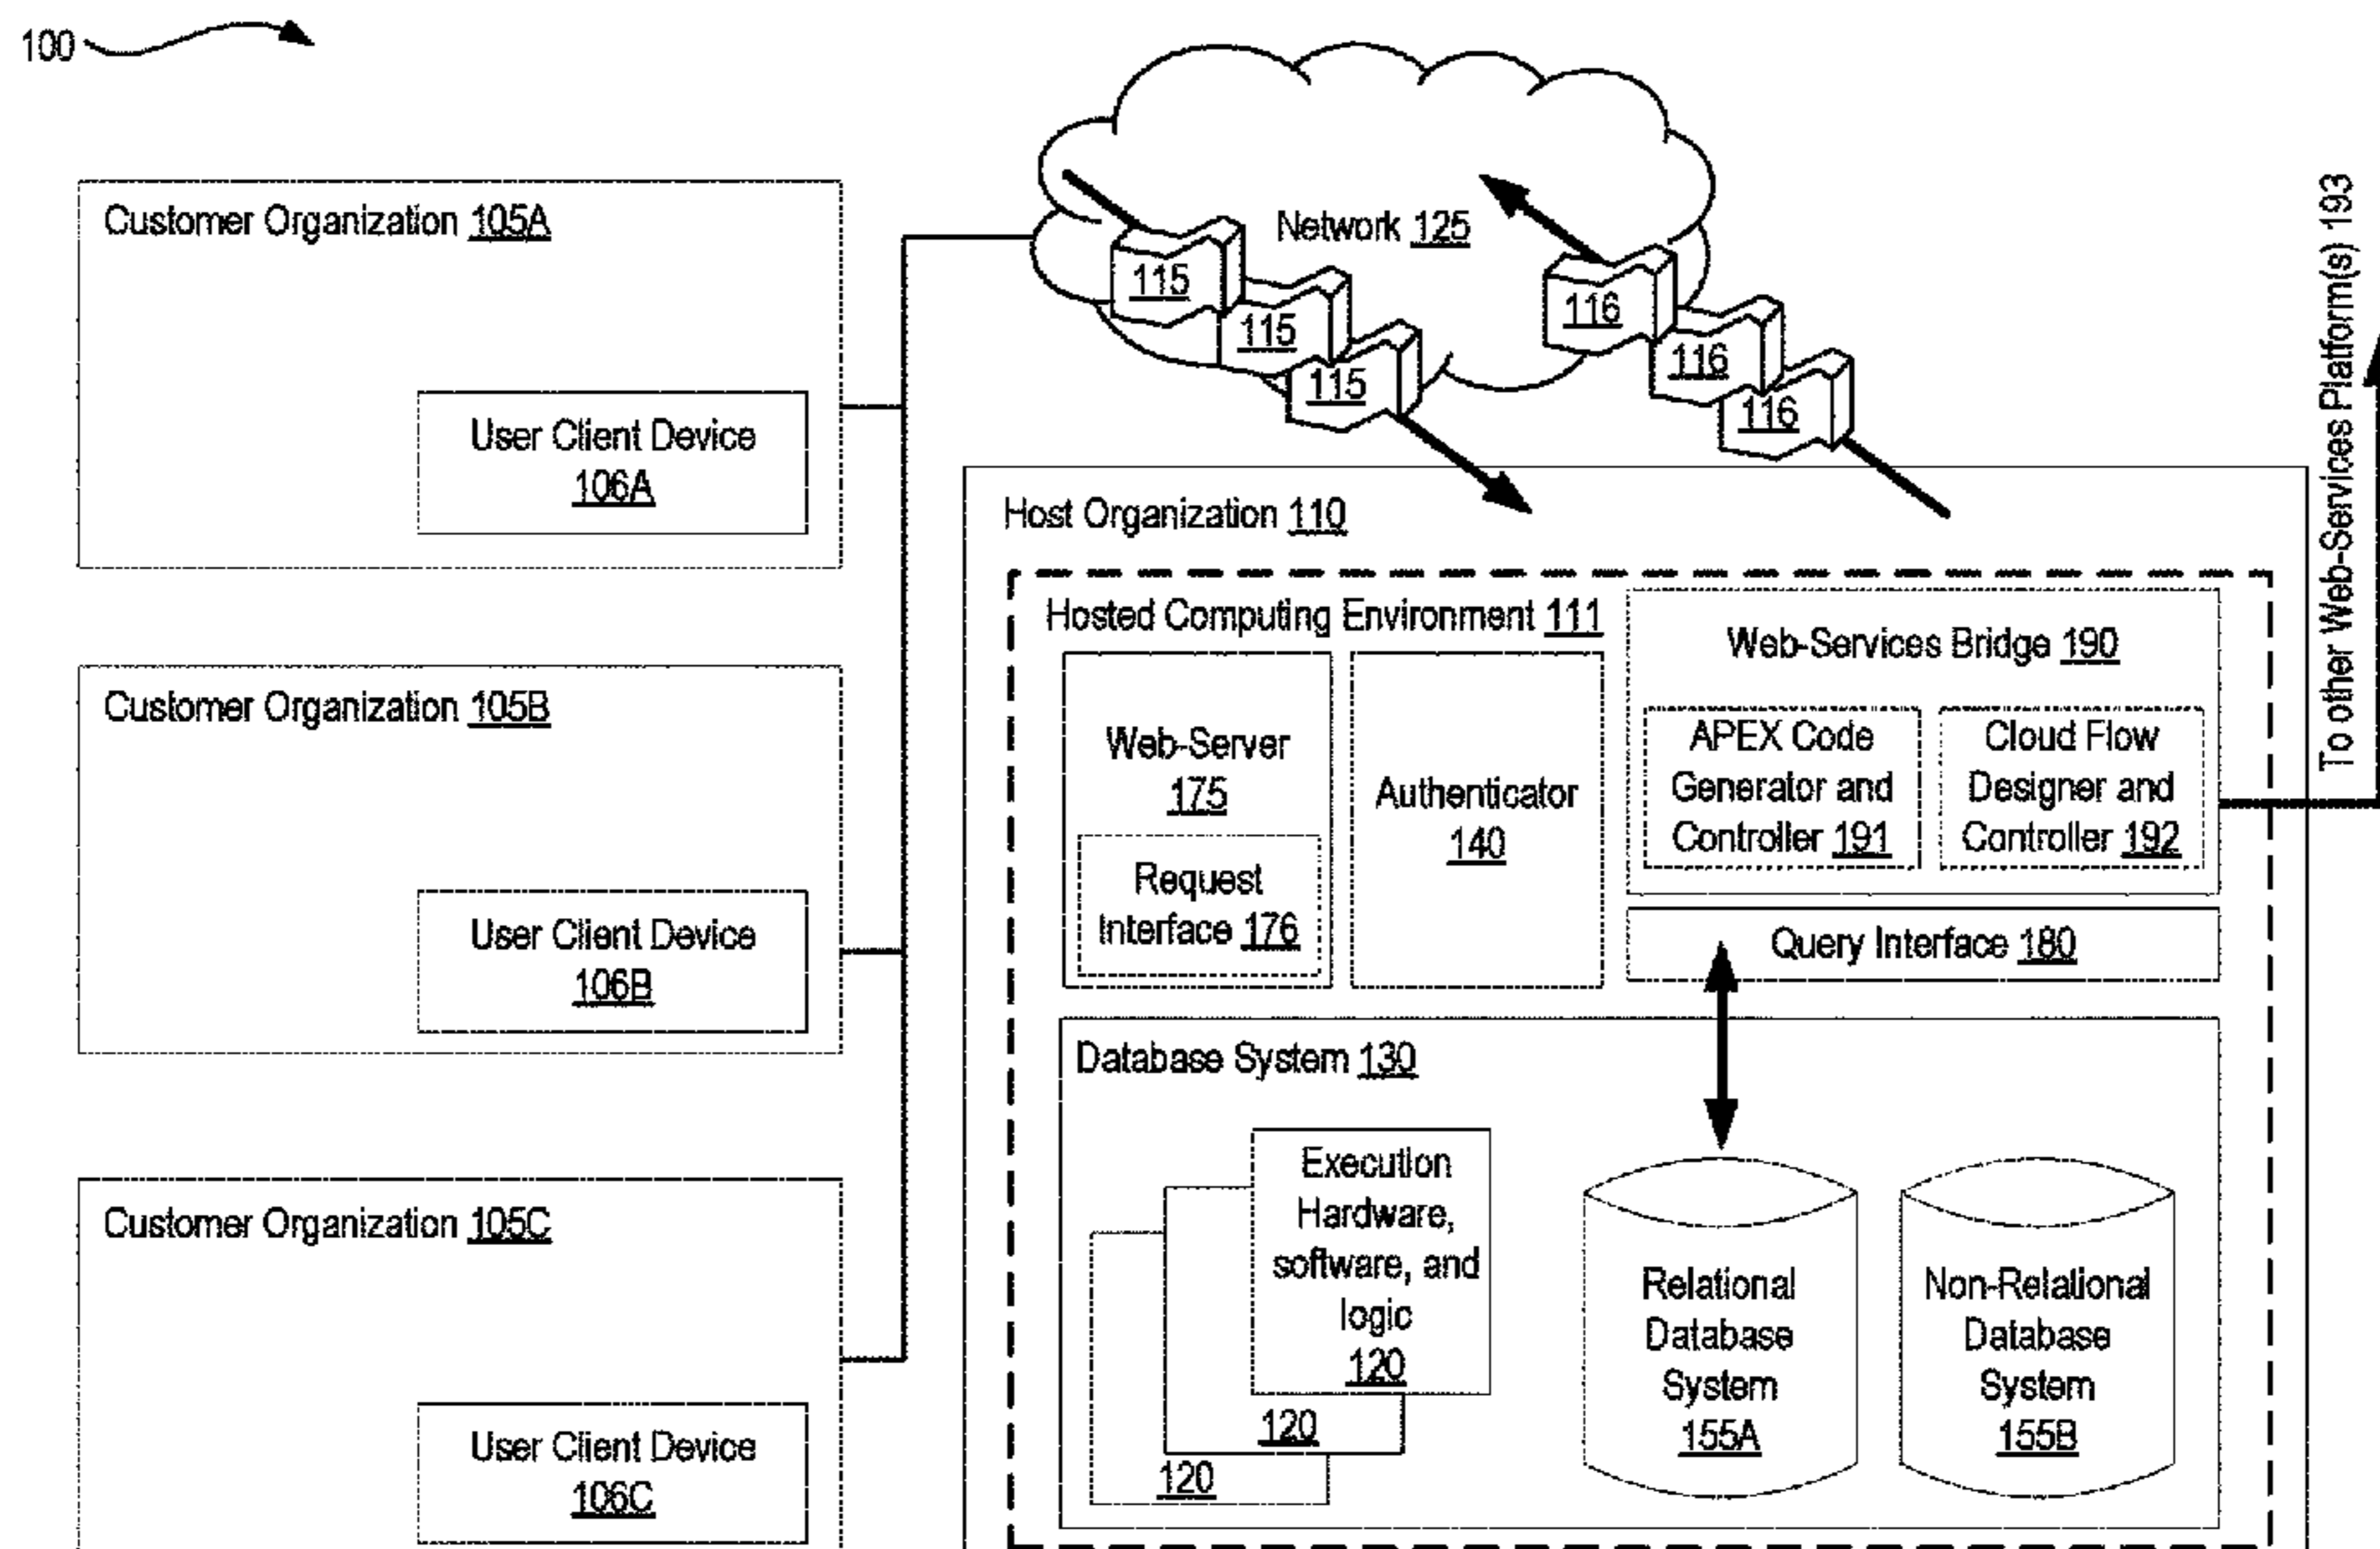 100
Customer Organization 105A
User Client Device
106A
Customer Organization 105B
User Client Device
106B
Customer Organization 105C
User Client Device
106C
Network 125
115
115
115
116
116
116
To other Web-Services Platform(s) 193
Host Organization 110
Hosted Computing Environment 111
Web-Server
175
Request
Interface 176
Authenticator
140
Web-Services Bridge 190
APEX Code
Generator and
Controller 191
Cloud Flow
Designer and
Controller 192
Query Interface 180
Database System 130
Execution
Hardware,
software, and
logic
120
120
120
Relational
Database
System
155A
Non-Relational
Database
System
155B